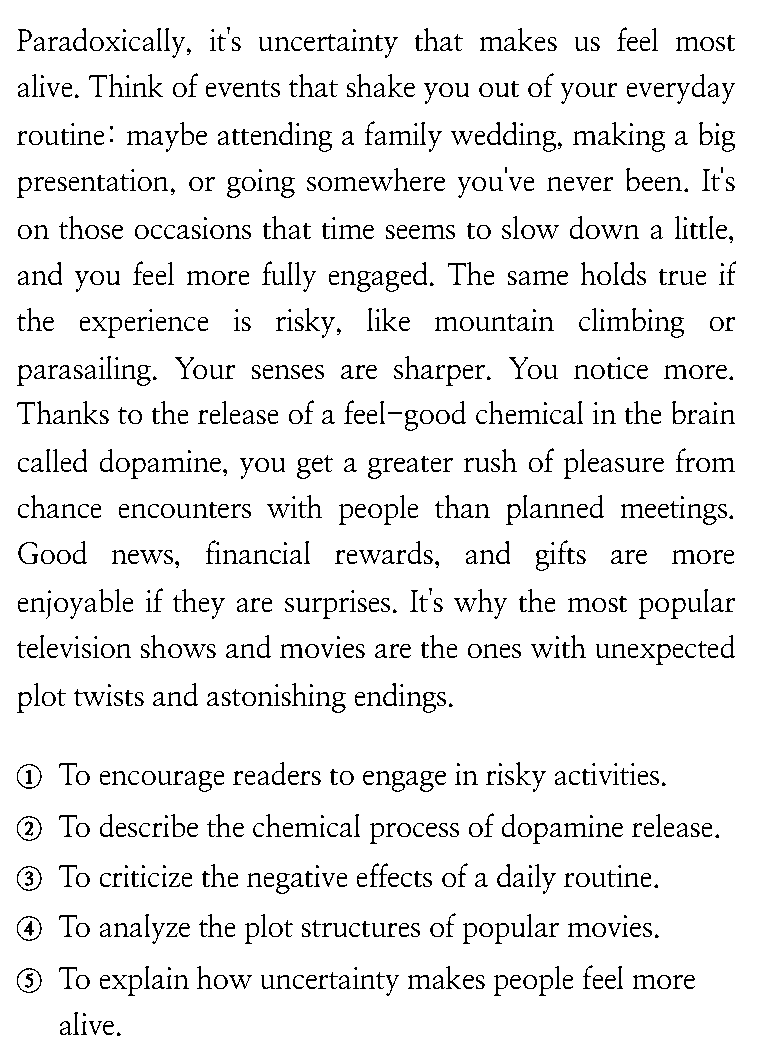 Paradoxically, it's uncertainty that makes us feel most
alive. Think of events that shake you out of your everyday
routine: maybe attending a family wedding, making a big
presentation, or going somewhere you've never been. It's
on those occasions that time seems to slow down a little,
and you feel more fully engaged. The same holds true if
the experience is risky, like mountain climbing or
parasailing. Your senses are sharper. You notice more.
Thanks to the release of a feel-good chemical in the brain
called dopamine, you get a greater rush of pleasure from
chance encounters with people than planned meetings.
Good news, financial rewards, and gifts are more
enjoyable if they are surprises. It's why the most popular
television shows and movies are the ones with unexpected
plot twists and astonishing endings.
① To encourage readers to engage in risky activities.
② To describe the chemical process of dopamine release.
③ To criticize the negative effects of a daily routine.
④ To analyze the plot structures of popular movies.
⑤ To explain how uncertainty makes people feel more
alive.